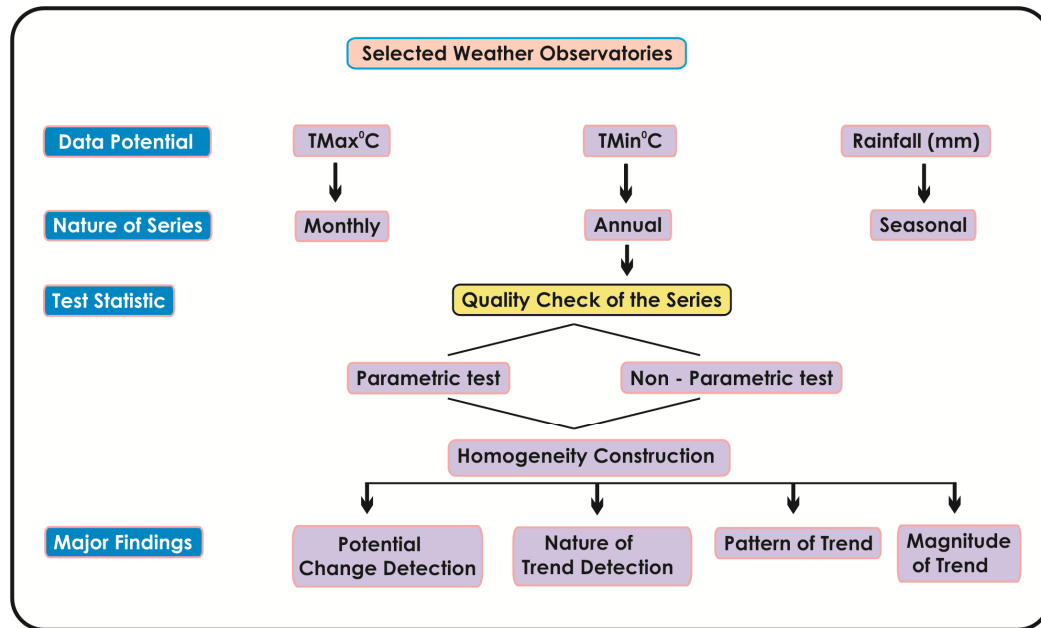 Selected Weather Observatories
Data Potential
TMax⁰C
TMin⁰C
Rainfall (mm)
Nature of Series
Monthly
Annual
Seasonal
Test Statistic
Quality Check of the Series
Parametric test
Non - Parametric test
Homogeneity Construction
Major Findings
Potential
Change Detection
Nature of
Trend Detection
Pattern of Trend
Magnitude
of Trend